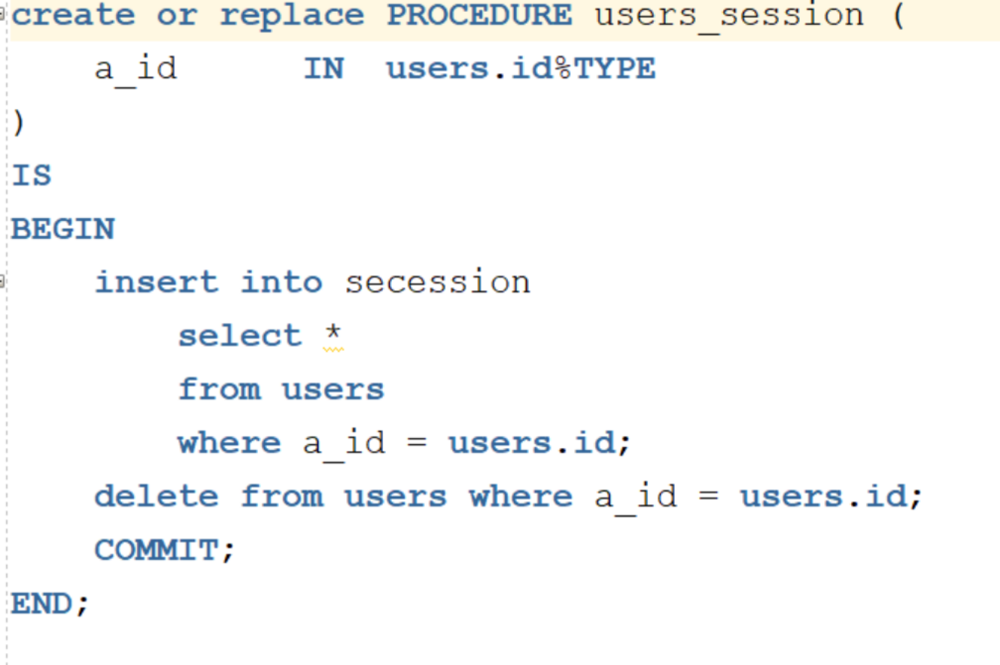 create or replace PROCEDURE users_session (
    a_id      IN  users.id%TYPE
)
IS
BEGIN
    insert into secession
        select *
        from users
        where a_id = users.id;
    delete from users where a_id = users.id;
    COMMIT;
END;